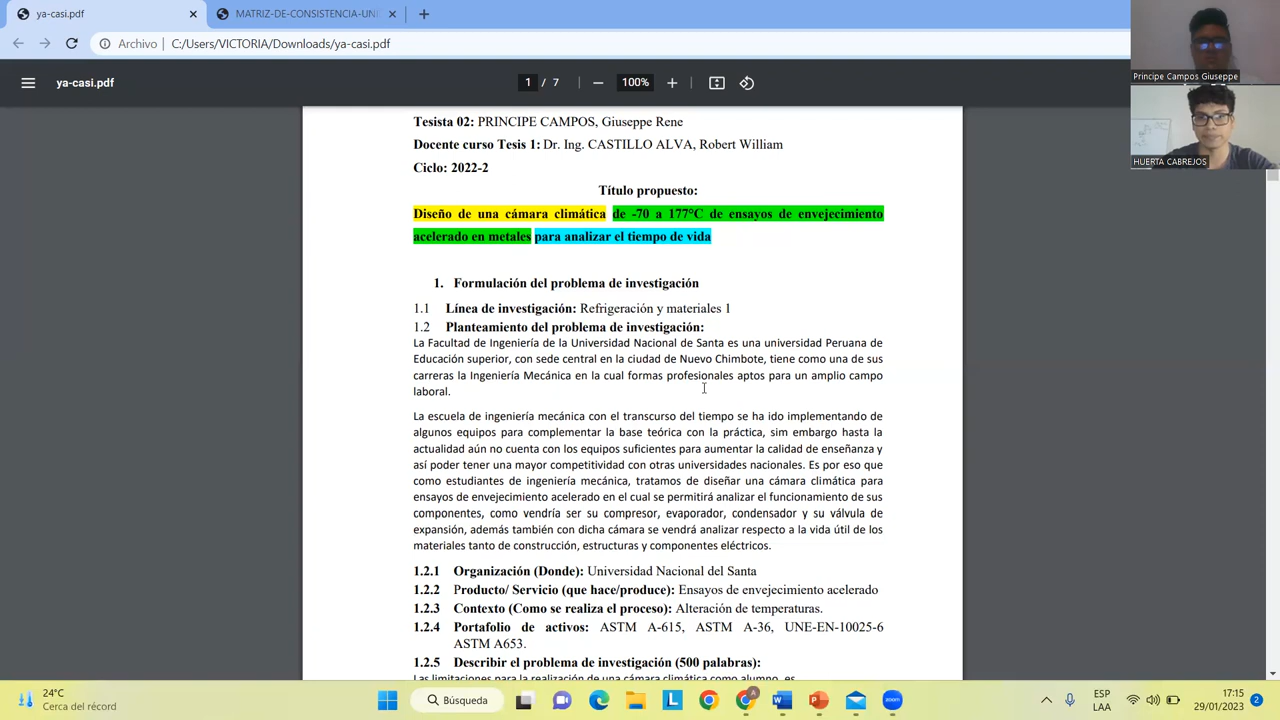 ya-casi.pdf
MATRIZ-DE-CONSISTENCIA-UNI
Archivo
C:/Users/VICTORIA/Downloads/ya-casi.pdf
ya-casi.pdf
1 / 7
100%
Principe Campos Giuseppe
HUERTA CABREJOS
Tesista 02: PRINCIPE CAMPOS, Giuseppe Rene
Docente curso Tesis 1: Dr. Ing. CASTILLO ALVA, Robert William
Ciclo: 2022-2
Título propuesto:
Diseño de una cámara climática de -70 a 177°C de ensayos de envejecimiento
acelerado en metales para analizar el tiempo de vida
1. Formulación del problema de investigación
1.1 Línea de investigación: Refrigeración y materiales 1
1.2 Planteamiento del problema de investigación:
La Facultad de Ingeniería de la Universidad Nacional de Santa es una universidad Peruana de
Educación superior, con sede central en la ciudad de Nuevo Chimbote, tiene como una de sus
carreras la Ingeniería Mecánica en la cual formas profesionales aptos para un amplio campo
laboral.
La escuela de ingeniería mecánica con el transcurso del tiempo se ha ido implementando de
algunos equipos para complementar la base teórica con la práctica, sim embargo hasta la
actualidad aún no cuenta con los equipos suficientes para aumentar la calidad de enseñanza y
así poder tener una mayor competitividad con otras universidades nacionales. Es por eso que
como estudiantes de ingeniería mecánica, tratamos de diseñar una cámara climática para
ensayos de envejecimiento acelerado en el cual se permitirá analizar el funcionamiento de sus
componentes, como vendría ser su compresor, evaporador, condensador y su válvula de
expansión, además también con dicha cámara se vendrá analizar respecto a la vida útil de los
materiales tanto de construcción, estructuras y componentes eléctricos.
1.2.1 Organización (Donde): Universidad Nacional del Santa
1.2.2 Producto/ Servicio (que hace/produce): Ensayos de envejecimiento acelerado
1.2.3 Contexto (Como se realiza el proceso): Alteración de temperaturas.
1.2.4 Portafolio de activos: ASTM A-615, ASTM A-36, UNE-EN-10025-6
ASTM A653.
1.2.5 Describir el problema de investigación (500 palabras):
Las limitaciones para la realización de una cámara climática como alumno, es
24°C
Cerca del récord
Búsqueda
ESP
LAA
17:15
29/01/2023
2